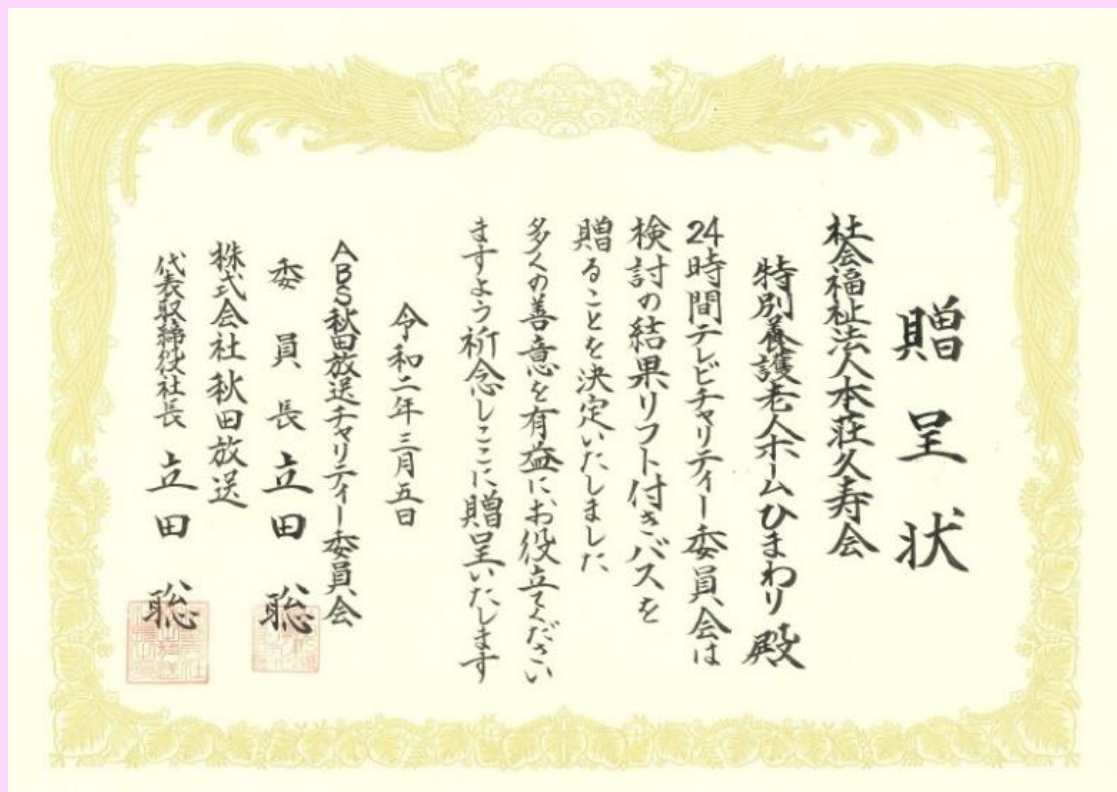 贈呈状
社会福祉法人本荘久寿会
特別養護老人ホームひまわり 殿
24時間テレビチャリティー委員会は
検討の結果リフト付きバスを
贈ることを決定いたしました
多くの善意を有益にお役立てください
ますよう祈念しここに贈呈いたします
令和二年三月五日
ABS秋田放送チャリティー委員会
委員長 立田 聡
株式会社秋田放送
代表取締役社長 立田 聡